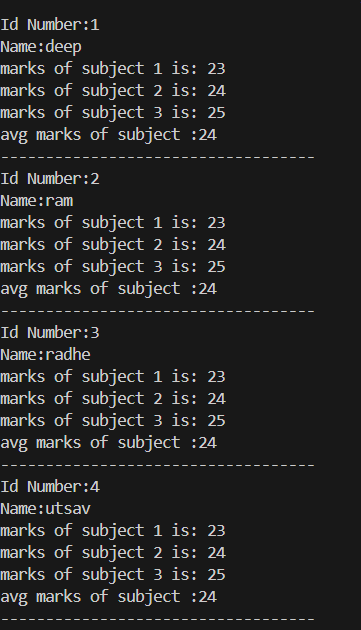 Id Number:1
Name:deep
marks of subject 1 is: 23
marks of subject 2 is: 24
marks of subject 3 is: 25
avg marks of subject :24
-----------------------------------
Id Number:2
Name:ram
marks of subject 1 is: 23
marks of subject 2 is: 24
marks of subject 3 is: 25
avg marks of subject :24
-----------------------------------
Id Number:3
Name:radhe
marks of subject 1 is: 23
marks of subject 2 is: 24
marks of subject 3 is: 25
avg marks of subject :24
-----------------------------------
Id Number:4
Name:utsav
marks of subject 1 is: 23
marks of subject 2 is: 24
marks of subject 3 is: 25
avg marks of subject :24
-----------------------------------